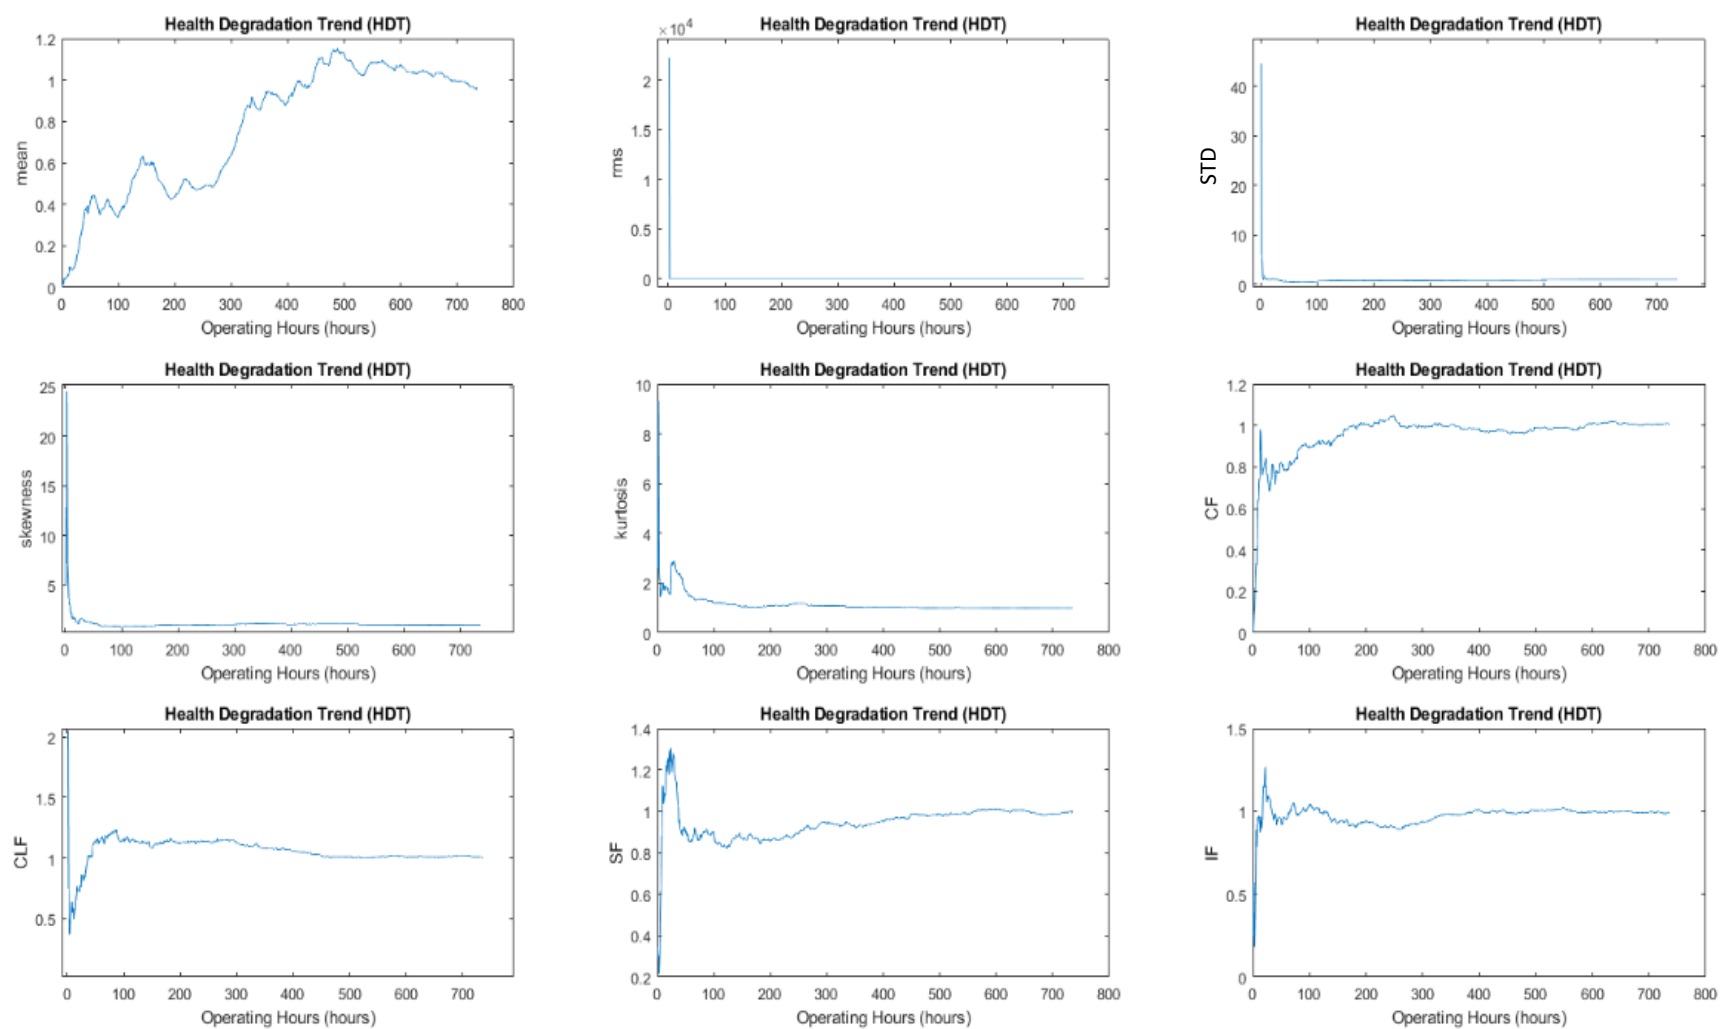 Health Degradation Trend (HDT)
1.2
1
0.8
0.6
0.4
0.2
0
mean
0 100 200 300 400 500 600 700 800
Operating Hours (hours)
Health Degradation Trend (HDT)
×10⁴
2
1.5
1
0.5
0
rms
0 100 200 300 400 500 600 700
Operating Hours (hours)
Health Degradation Trend (HDT)
40
30
20
10
0
STD
0 100 200 300 400 500 600 700
Operating Hours (hours)
Health Degradation Trend (HDT)
25
20
15
10
5
skewness
0 100 200 300 400 500 600 700
Operating Hours (hours)
Health Degradation Trend (HDT)
10
8
6
4
2
0
kurtosis
0 100 200 300 400 500 600 700 800
Operating Hours (hours)
Health Degradation Trend (HDT)
1.2
1
0.8
0.6
0.4
0.2
0
CF
0 100 200 300 400 500 600 700 800
Operating Hours (hours)
Health Degradation Trend (HDT)
2
1.5
1
0.5
CLF
0 100 200 300 400 500 600 700
Operating Hours (hours)
Health Degradation Trend (HDT)
1.4
1.2
1
0.8
0.6
0.4
0.2
SF
0 100 200 300 400 500 600 700 800
Operating Hours (hours)
Health Degradation Trend (HDT)
1.5
1
0.5
0
IF
0 100 200 300 400 500 600 700 800
Operating Hours (hours)